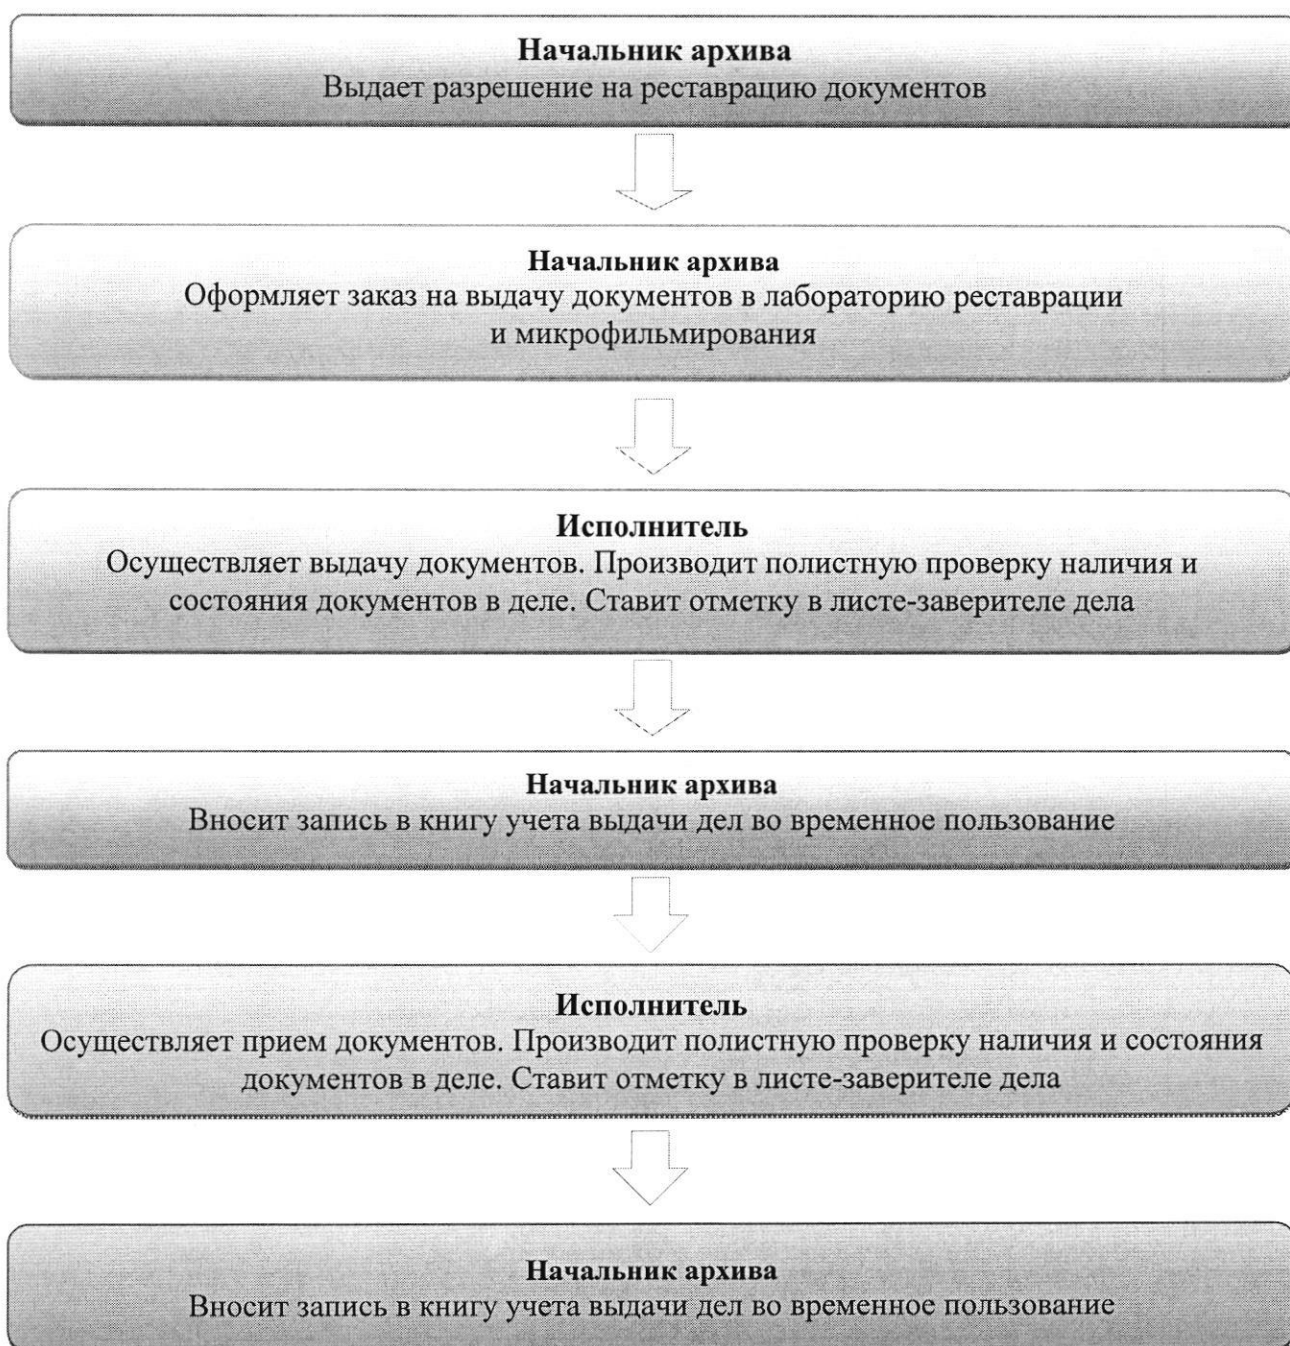 Начальник архива
Выдает разрешение на реставрацию документов
Начальник архива
Оформляет заказ на выдачу документов в лабораторию реставрации
и микрофильмирования
Исполнитель
Осуществляет выдачу документов. Производит полистную проверку наличия и
состояния документов в деле. Ставит отметку в листе-заверителе дела
Начальник архива
Вносит запись в книгу учета выдачи дел во временное пользование
Исполнитель
Осуществляет прием документов. Производит полистную проверку наличия и состояния
документов в деле. Ставит отметку в листе-заверителе дела
Начальник архива
Вносит запись в книгу учета выдачи дел во временное пользование